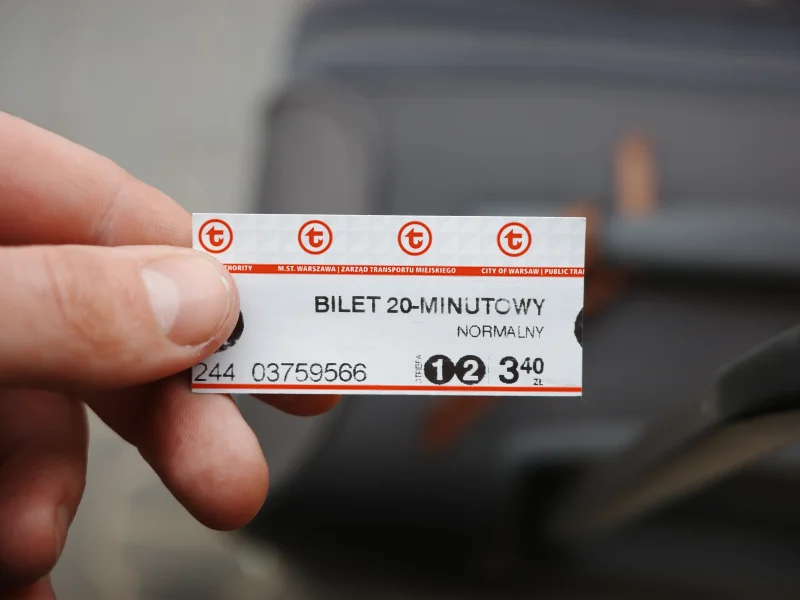 t t t t
THORITY M.ST. WARSZAWA | ZARZĄD TRANSPORTU MIEJSKIEGO CITY OF WARSAW | PUBLIC TRA
BILET 20-MINUTOWY
NORMALNY
244 03759566 STREFA 1 2 3 40 ZŁ